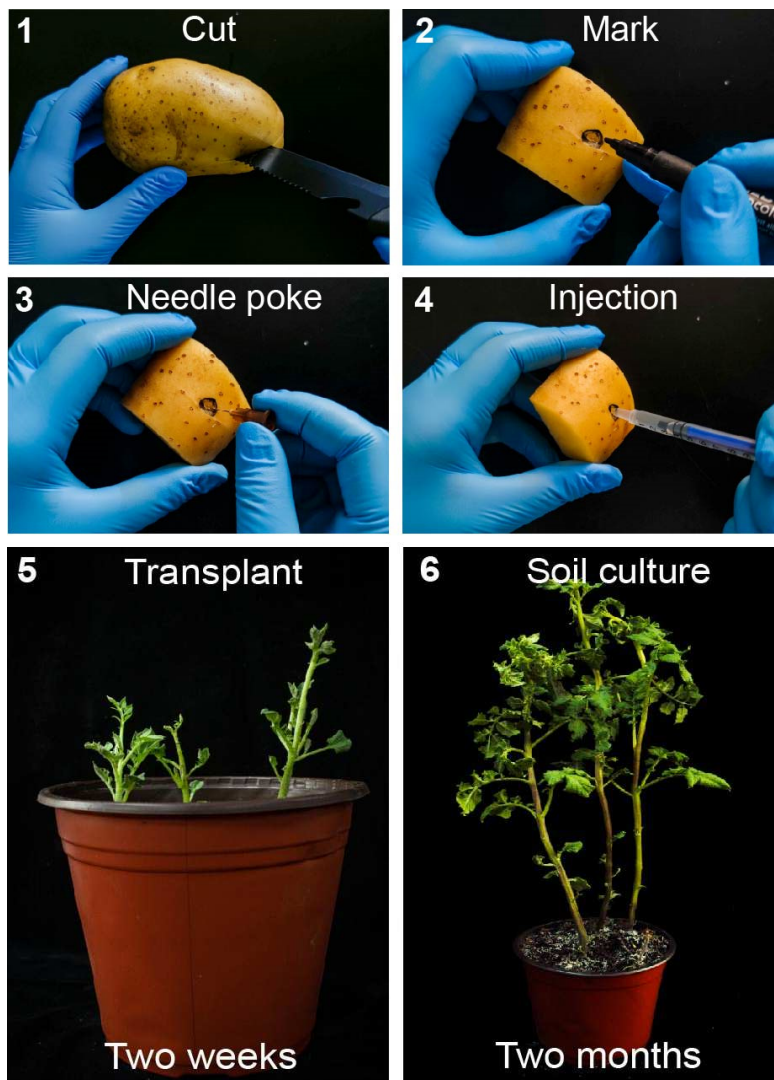 1 Cut
2 Mark
3 Needle poke
4 Injection
5 Transplant
Two weeks
6 Soil culture
Two months